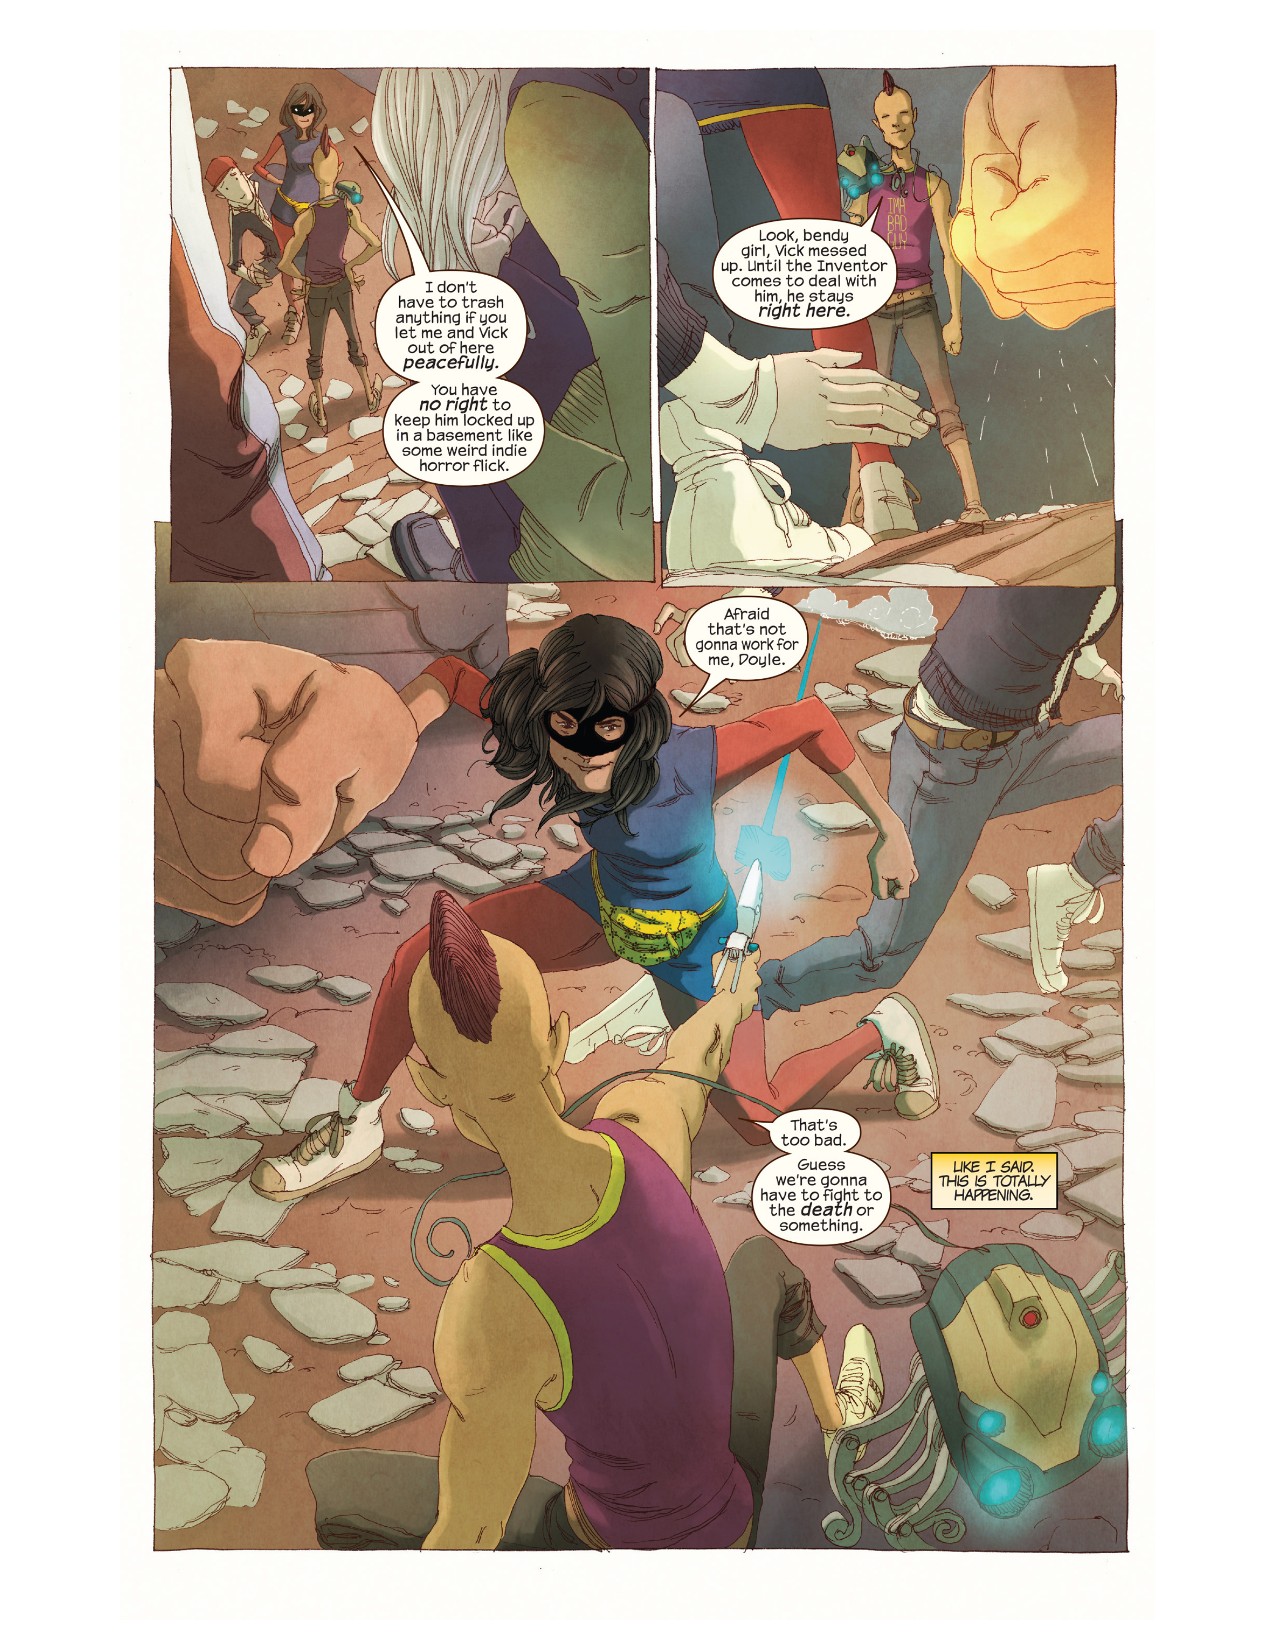 I don't
have to trash
anything if you
let me and Vick
out of here
peacefully.
You have
no right to
keep him locked up
in a basement like
some weird indie
horror flick.
Look, bendy
girl, Vick messed
up. Until the Inventor
comes to deal with
him, he stays
right here.
IMA
BAD
GUY
Afraid
that's not
gonna work for
me, Doyle.
That's
too bad.
Guess
we're gonna
have to fight to
the death or
something.
LIKE I SAID.
THIS IS TOTALLY
HAPPENING.